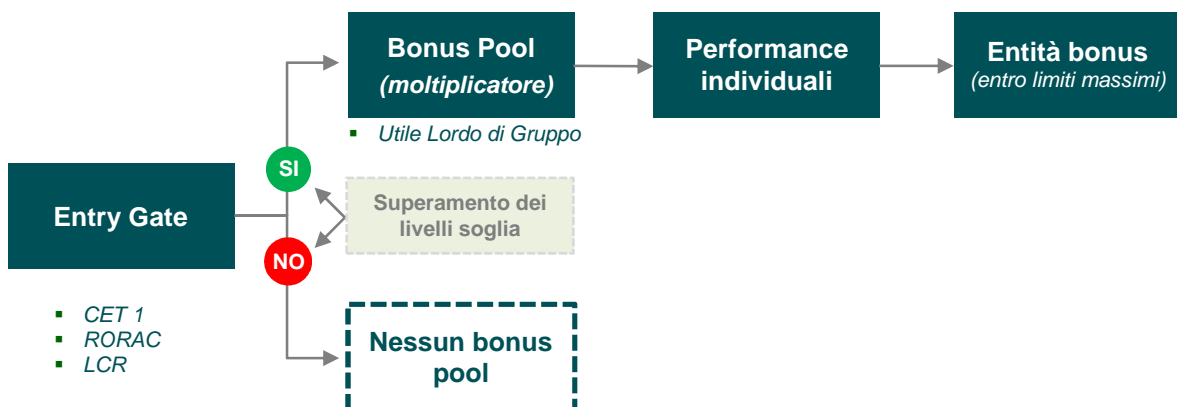 Bonus Pool
(moltiplicatore)
Performance
individuali
Entità bonus
(entro limiti massimi)
▪ Utile Lordo di Gruppo
SI
Entry Gate
Superamento dei
livelli soglia
NO
▪ CET 1
▪ RORAC
▪ LCR
Nessun bonus
pool